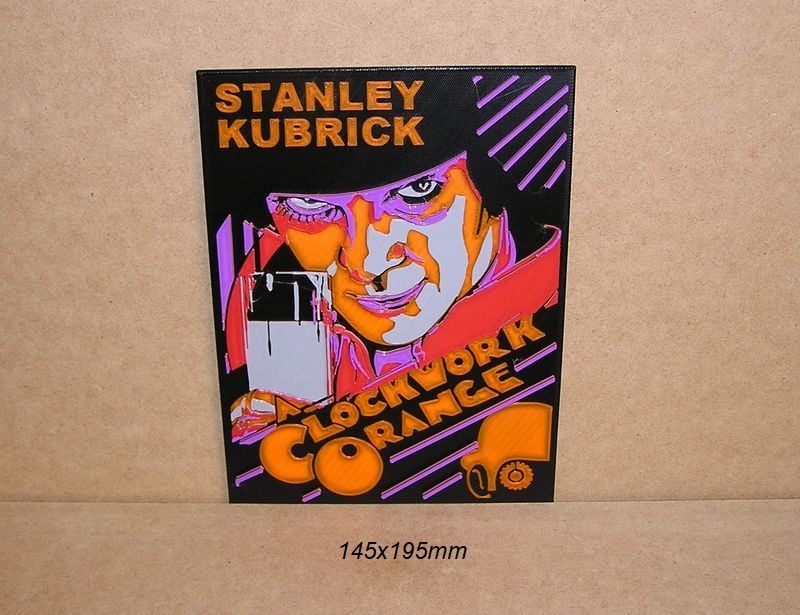 STANLEY
KUBRICK
A
CLOCKWORK
ORANGE
145x195mm